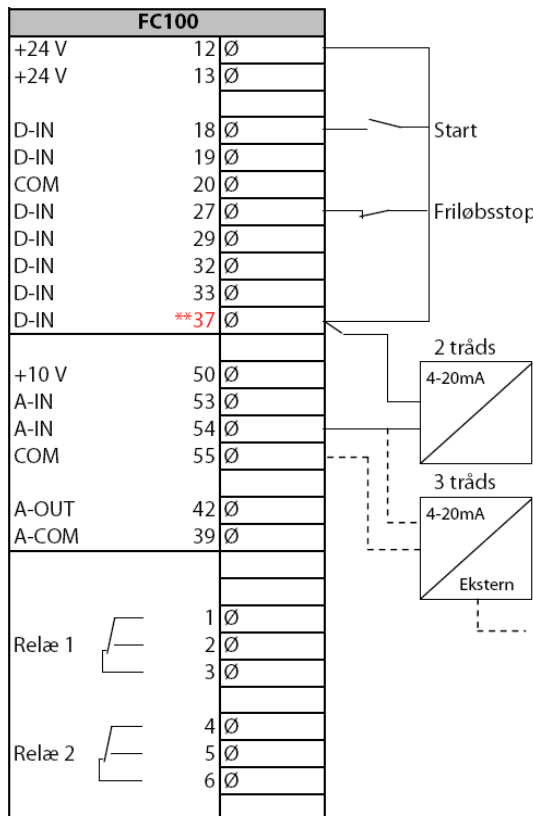 FC100
+24 V 12 Ø
+24 V 13 Ø
D-IN 18 Ø Start
D-IN 19 Ø
COM 20 Ø
D-IN 27 Ø Friløbsstop
D-IN 29 Ø
D-IN 32 Ø
D-IN 33 Ø
D-IN **37 Ø
2 tråds
+10 V 50 Ø 4-20mA
A-IN 53 Ø
A-IN 54 Ø
COM 55 Ø
3 tråds
A-OUT 42 Ø 4-20mA
A-COM 39 Ø
Ekstern
1 Ø
Relæ 1 2 Ø
3 Ø
4 Ø
Relæ 2 5 Ø
6 Ø